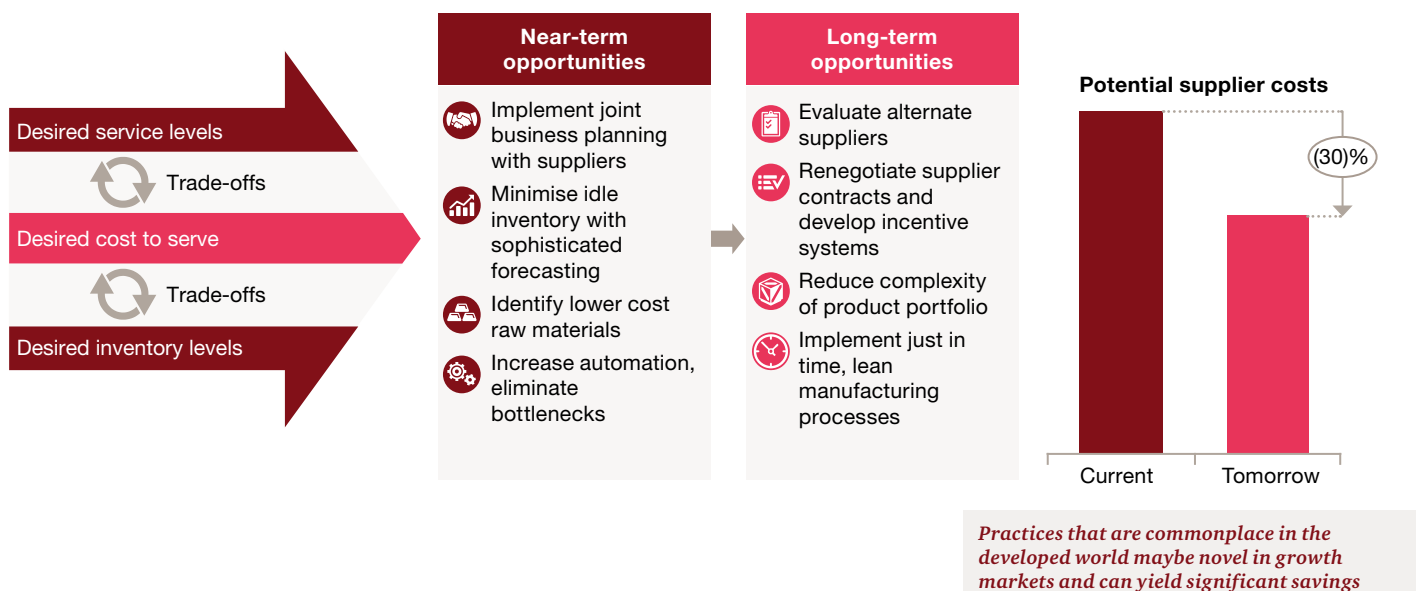 Desired service levels
Trade-offs
Desired cost to serve
Trade-offs
Desired inventory levels
Near-term
opportunities
Implement joint
business planning
with suppliers
Minimise idle
inventory with
sophisticated
forecasting
Identify lower cost
raw materials
Increase automation,
eliminate
bottlenecks
Long-term
opportunities
Evaluate alternate
suppliers
Renegotiate supplier
contracts and
develop incentive
systems
Reduce complexity
of product portfolio
Implement just in
time, lean
manufacturing
processes
Potential supplier costs
(30)%
Current
Tomorrow
Practices that are commonplace in the
developed world maybe novel in growth
markets and can yield significant savings